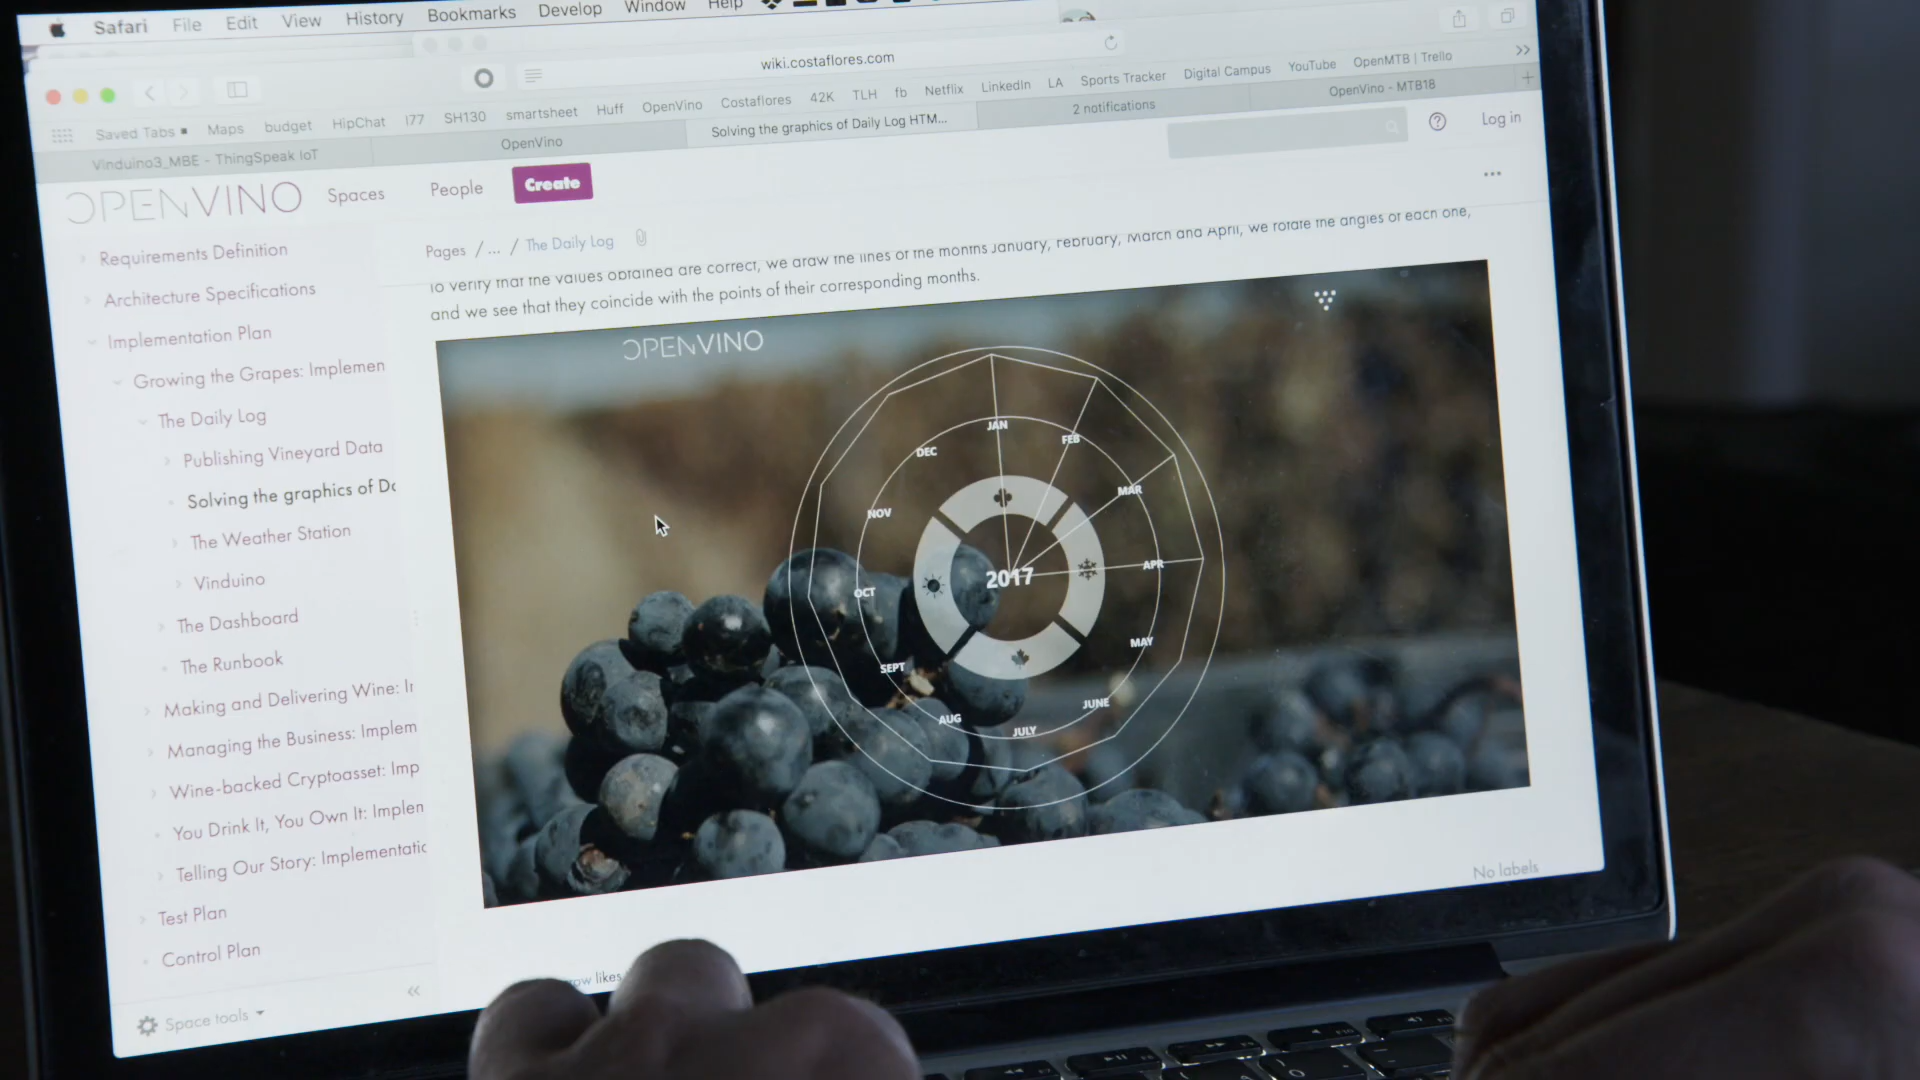 Safari File Edit View History Bookmarks Develop Window Help
wiki.costaflores.com
Saved Tabs Maps budget HipChat I77 SH130 smartsheet Huff OpenVino Costaflores 42K TLH fb Netflix LinkedIn LA Sports Tracker Digital Campus YouTube OpenMTB | Trello
Vinduino3_MBE - ThingSpeak IoT
OpenVino
Solving the graphics of Daily Log HTM...
2 notifications
OpenVino - MTB18
OPENVINO Spaces People Create
Log in
Requirements Definition
Architecture Specifications
Implementation Plan
Growing the Grapes: Implemen
The Daily Log
Publishing Vineyard Data
Solving the graphics of Da
The Weather Station
Vinduino
The Dashboard
The Runbook
Making and Delivering Wine: Ir
Managing the Business: Implem
Wine-backed Cryptoasset: Imp
You Drink It, You Own It: Implen
Telling Our Story: Implementatic
Test Plan
Control Plan
Space tools
Pages / ... / The Daily Log
To verify that the values obtained are correct, we draw the lines of the months January, February, March and April, we rotate the angles of each one,
and we see that they coincide with the points of their corresponding months.
OPENVINO
JAN
FEB
MAR
APR
MAY
JUNE
JULY
AUG
SEPT
OCT
NOV
DEC
2017
No labels
likes